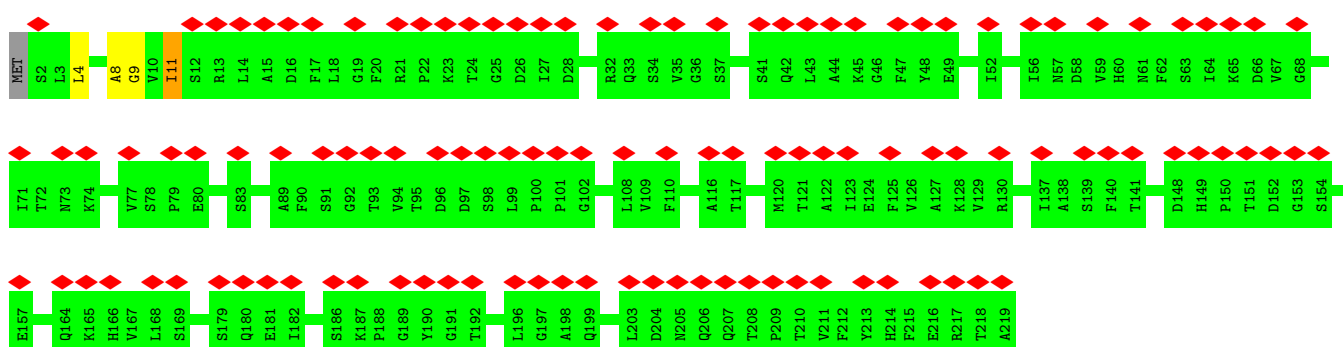 MET S2 L3 L4 A8 G9 V10 I11 S12 R13 L14 A15 D16 F17 L18 G19 F20 R21 P22 K23 T24 G25 D26 I27 D28 R32 Q33 S34 V35 G36 S37 S41 Q42 L43 A44 K45 G46 F47 Y48 E49 I52 I56 N57 D58 V59 H60 N61 F62 S63 I64 K65 D66 V67 G68
I71 T72 N73 K74 V77 S78 P79 E80 S83 A89 F90 S91 G92 T93 V94 T95 D96 D97 S98 L99 P100 P101 G102 L108 V109 F110 A116 T117 M120 T121 A122 I123 E124 F125 V126 A127 K128 V129 R130 I137 A138 S139 F140 T141 D148 H149 P150 T151 D152 G153 S154
E157 Q164 K165 H166 V167 L168 S169 S179 Q180 E181 I182 S186 K187 P188 G189 Y190 G191 T192 L196 G197 A198 Q199 L203 D204 N205 Q206 Q207 T208 P209 T210 V211 F212 Y213 H214 F215 E216 R217 T218 A219